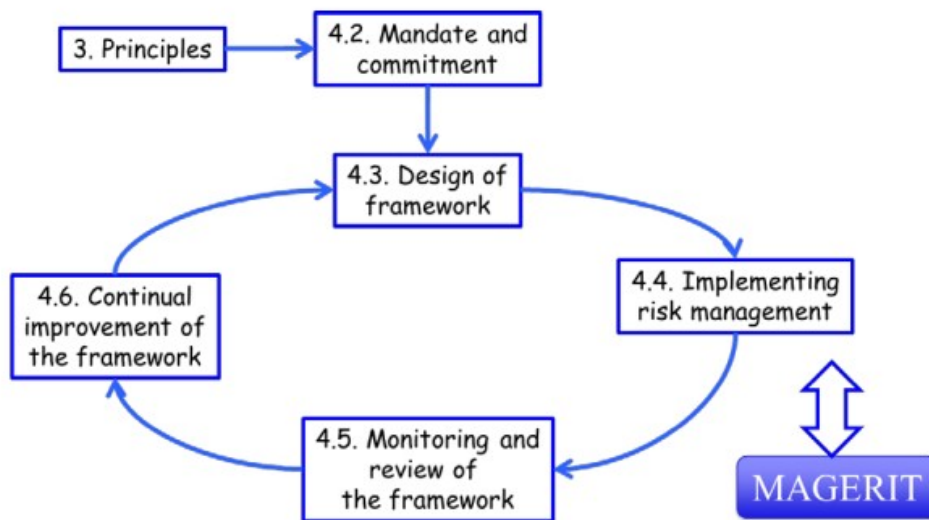 3. Principles
4.2. Mandate and
commitment
4.3. Design of
framework
4.4. Implementing
risk management
4.6. Continual
improvement of
the framework
4.5. Monitoring and
review of
the framework
MAGERIT